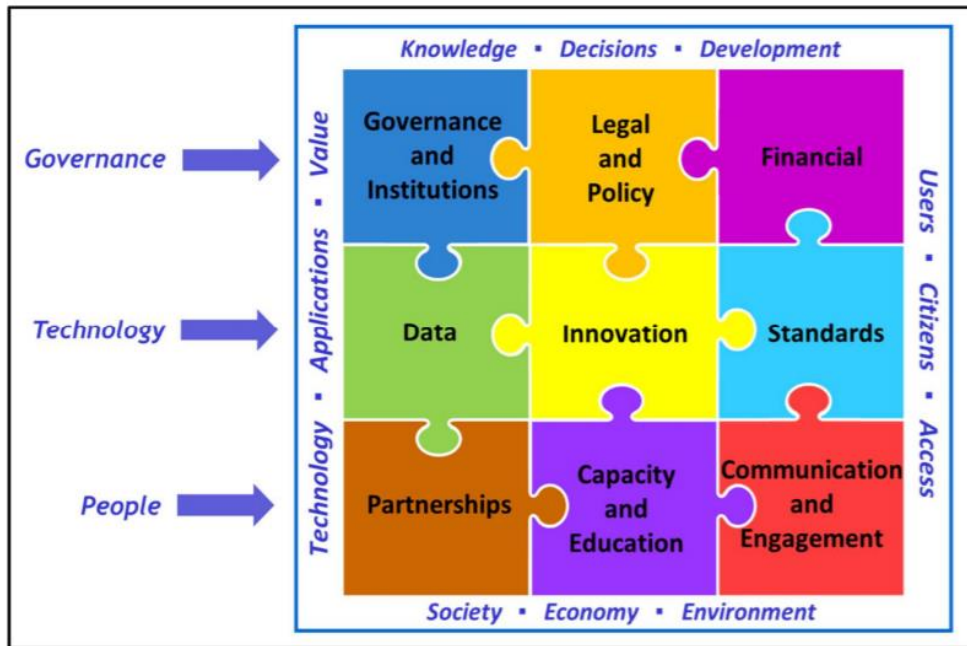 Knowledge ▪ Decisions ▪ Development
Governance
Technology
People
Technology ▪ Applications ▪ Value
Governance
and
Institutions
Legal
and
Policy
Financial
Data
Innovation
Standards
Partnerships
Capacity
and
Education
Communication
and
Engagement
Users ▪ Citizens ▪ Access
Society ▪ Economy ▪ Environment